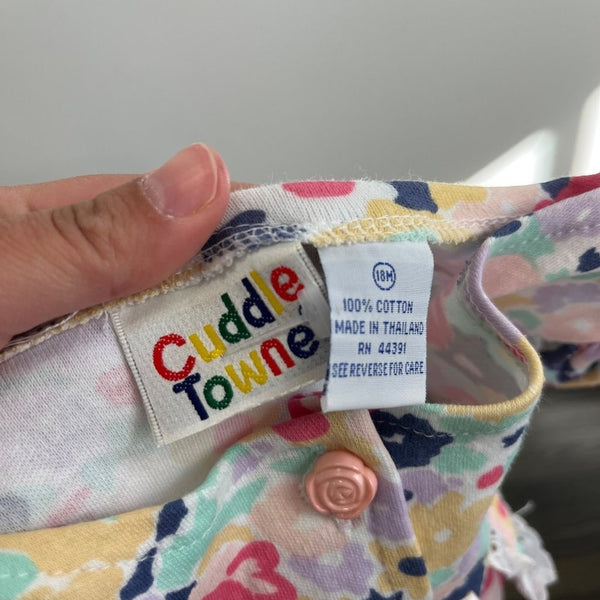 Cuddle
Towne
18M
100% COTTON
MADE IN THAILAND
RN 44391
SEE REVERSE FOR CARE